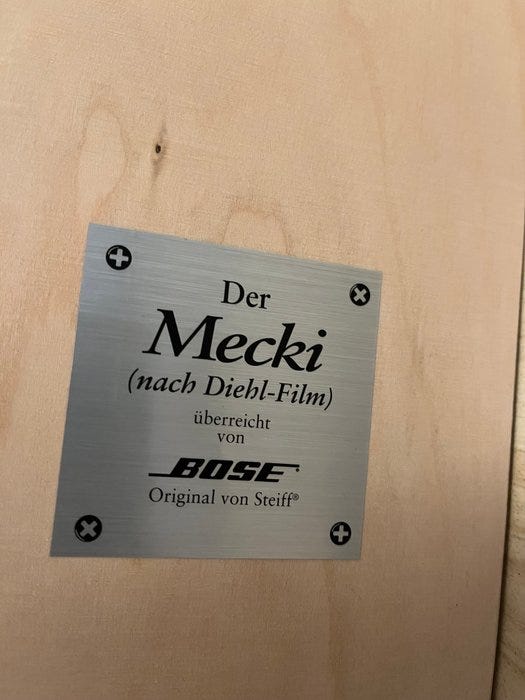 Der
Mecki
(nach Diehl-Film)
überreicht
von
BOSE
Original von Steiff®